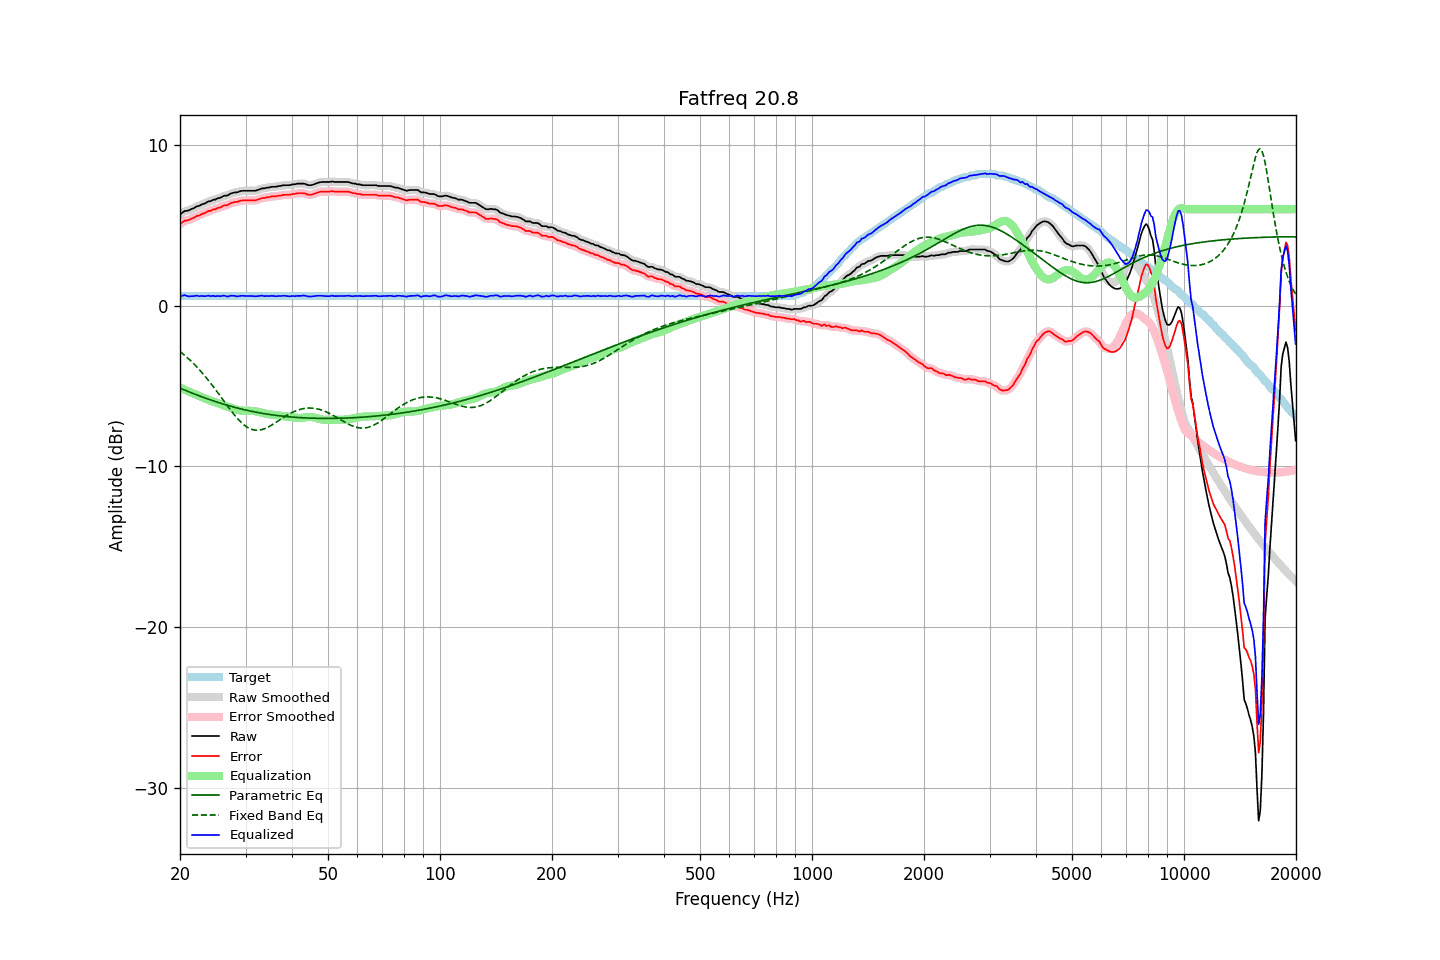 Fatfreq 20.8
10
0
−10
−20
−30
Amplitude (dBr)
Target
Raw Smoothed
Error Smoothed
Raw
Error
Equalization
Parametric Eq
Fixed Band Eq
Equalized
20 50 100 200 500 1000 2000 5000 10000 20000
Frequency (Hz)